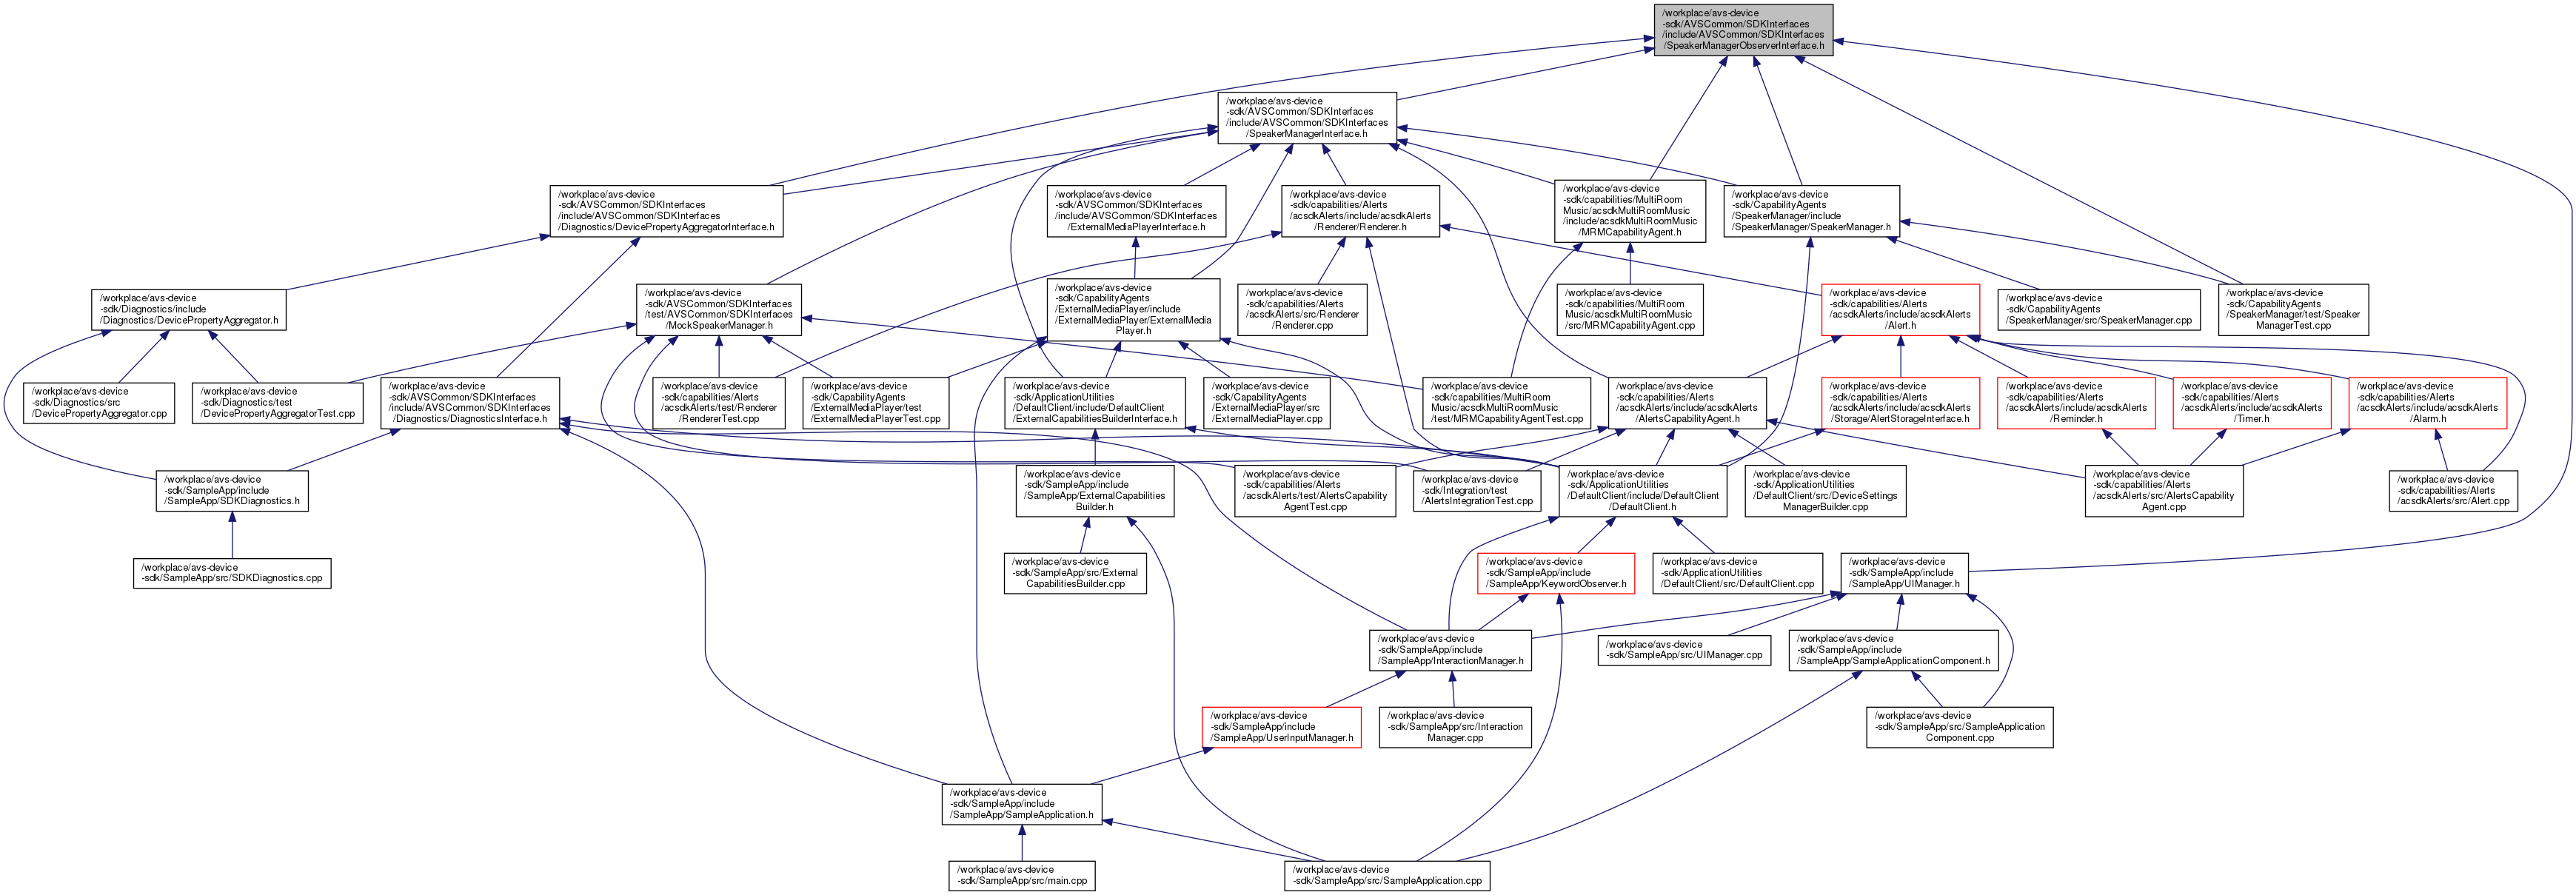 /workplace/avs-device
-sdk/AVSCommon/SDKInterfaces
/include/AVSCommon/SDKInterfaces
/SpeakerManagerObserverInterface.h
/workplace/avs-device
-sdk/AVSCommon/SDKInterfaces
/include/AVSCommon/SDKInterfaces
/SpeakerManagerInterface.h
/workplace/avs-device
-sdk/AVSCommon/SDKInterfaces
/include/AVSCommon/SDKInterfaces
/Diagnostics/DevicePropertyAggregatorInterface.h
/workplace/avs-device
-sdk/AVSCommon/SDKInterfaces
/include/AVSCommon/SDKInterfaces
/ExternalMediaPlayerInterface.h
/workplace/avs-device
-sdk/capabilities/Alerts
/acsdkAlerts/include/acsdkAlerts
/Renderer/Renderer.h
/workplace/avs-device
-sdk/capabilities/MultiRoom
Music/acsdkMultiRoomMusic
/include/acsdkMultiRoomMusic
/MRMCapabilityAgent.h
/workplace/avs-device
-sdk/CapabilityAgents
/SpeakerManager/include
/SpeakerManager/SpeakerManager.h
/workplace/avs-device
-sdk/Diagnostics/include
/Diagnostics/DevicePropertyAggregator.h
/workplace/avs-device
-sdk/AVSCommon/SDKInterfaces
/test/AVSCommon/SDKInterfaces
/MockSpeakerManager.h
/workplace/avs-device
-sdk/CapabilityAgents
/ExternalMediaPlayer/include
/ExternalMediaPlayer/ExternalMedia
Player.h
/workplace/avs-device
-sdk/capabilities/Alerts
/acsdkAlerts/src/Renderer
/Renderer.cpp
/workplace/avs-device
-sdk/capabilities/MultiRoom
Music/acsdkMultiRoomMusic
/src/MRMCapabilityAgent.cpp
/workplace/avs-device
-sdk/capabilities/Alerts
/acsdkAlerts/include/acsdkAlerts
/Alert.h
/workplace/avs-device
-sdk/CapabilityAgents
/SpeakerManager/src/SpeakerManager.cpp
/workplace/avs-device
-sdk/CapabilityAgents
/SpeakerManager/test/Speaker
ManagerTest.cpp
/workplace/avs-device
-sdk/Diagnostics/src
/DevicePropertyAggregator.cpp
/workplace/avs-device
-sdk/Diagnostics/test
/DevicePropertyAggregatorTest.cpp
/workplace/avs-device
-sdk/AVSCommon/SDKInterfaces
/include/AVSCommon/SDKInterfaces
/Diagnostics/DiagnosticsInterface.h
/workplace/avs-device
-sdk/capabilities/Alerts
/acsdkAlerts/test/Renderer
/RendererTest.cpp
/workplace/avs-device
-sdk/CapabilityAgents
/ExternalMediaPlayer/test
/ExternalMediaPlayerTest.cpp
/workplace/avs-device
-sdk/ApplicationUtilities
/DefaultClient/include/DefaultClient
/ExternalCapabilitiesBuilderInterface.h
/workplace/avs-device
-sdk/CapabilityAgents
/ExternalMediaPlayer/src
/ExternalMediaPlayer.cpp
/workplace/avs-device
-sdk/capabilities/MultiRoom
Music/acsdkMultiRoomMusic
/test/MRMCapabilityAgentTest.cpp
/workplace/avs-device
-sdk/capabilities/Alerts
/acsdkAlerts/include/acsdkAlerts
/AlertsCapabilityAgent.h
/workplace/avs-device
-sdk/capabilities/Alerts
/acsdkAlerts/include/acsdkAlerts
/Storage/AlertStorageInterface.h
/workplace/avs-device
-sdk/capabilities/Alerts
/acsdkAlerts/include/acsdkAlerts
/Reminder.h
/workplace/avs-device
-sdk/capabilities/Alerts
/acsdkAlerts/include/acsdkAlerts
/Timer.h
/workplace/avs-device
-sdk/capabilities/Alerts
/acsdkAlerts/include/acsdkAlerts
/Alarm.h
/workplace/avs-device
-sdk/SampleApp/include
/SampleApp/SDKDiagnostics.h
/workplace/avs-device
-sdk/SampleApp/include
/SampleApp/ExternalCapabilities
Builder.h
/workplace/avs-device
-sdk/capabilities/Alerts
/acsdkAlerts/test/AlertsCapability
AgentTest.cpp
/workplace/avs-device
-sdk/Integration/test
/AlertsIntegrationTest.cpp
/workplace/avs-device
-sdk/ApplicationUtilities
/DefaultClient/include/DefaultClient
/DefaultClient.h
/workplace/avs-device
-sdk/ApplicationUtilities
/DefaultClient/src/DeviceSettings
ManagerBuilder.cpp
/workplace/avs-device
-sdk/capabilities/Alerts
/acsdkAlerts/src/AlertsCapability
Agent.cpp
/workplace/avs-device
-sdk/capabilities/Alerts
/acsdkAlerts/src/Alert.cpp
/workplace/avs-device
-sdk/SampleApp/src/SDKDiagnostics.cpp
/workplace/avs-device
-sdk/SampleApp/src/External
CapabilitiesBuilder.cpp
/workplace/avs-device
-sdk/SampleApp/include
/SampleApp/KeywordObserver.h
/workplace/avs-device
-sdk/ApplicationUtilities
/DefaultClient/src/DefaultClient.cpp
/workplace/avs-device
-sdk/SampleApp/include
/SampleApp/UIManager.h
/workplace/avs-device
-sdk/SampleApp/include
/SampleApp/InteractionManager.h
/workplace/avs-device
-sdk/SampleApp/src/UIManager.cpp
/workplace/avs-device
-sdk/SampleApp/include
/SampleApp/SampleApplicationComponent.h
/workplace/avs-device
-sdk/SampleApp/include
/SampleApp/UserInputManager.h
/workplace/avs-device
-sdk/SampleApp/src/Interaction
Manager.cpp
/workplace/avs-device
-sdk/SampleApp/src/SampleApplication
Component.cpp
/workplace/avs-device
-sdk/SampleApp/include
/SampleApp/SampleApplication.h
/workplace/avs-device
-sdk/SampleApp/src/main.cpp
/workplace/avs-device
-sdk/SampleApp/src/SampleApplication.cpp